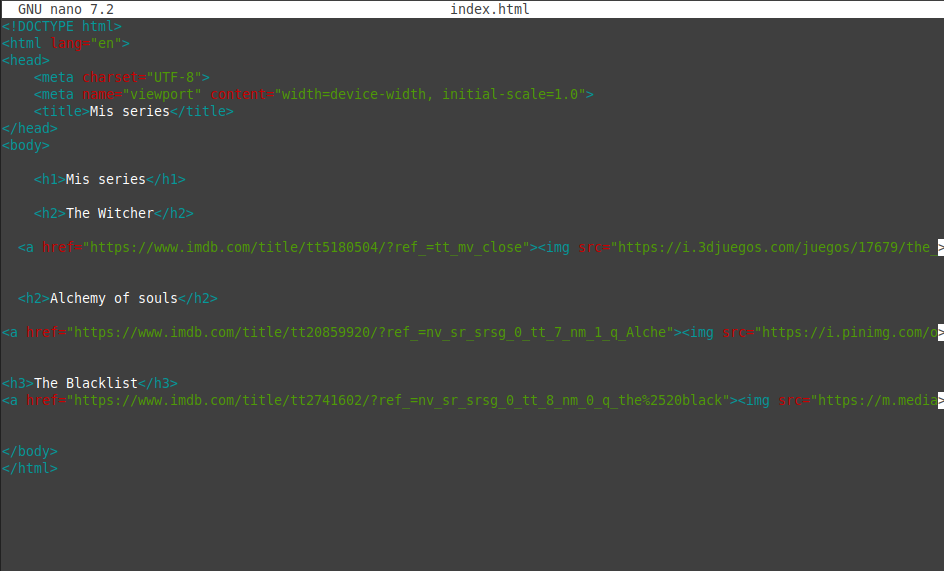 GNU nano 7.2 index.html
<!DOCTYPE html>
<html lang="en">
<head>
    <meta charset="UTF-8">
    <meta name="viewport" content="width=device-width, initial-scale=1.0">
    <title>Mis series</title>
</head>
<body>
    <h1>Mis series</h1>
    <h2>The Witcher</h2>
  <a href="https://www.imdb.com/title/tt5180504/?ref_=tt_mv_close"><img src="https://i.3djuegos.com/juegos/17679/the_>
  <h2>Alchemy of souls</h2>
<a href="https://www.imdb.com/title/tt20859920/?ref_=nv_sr_srsg_0_tt_7_nm_1_q_Alche"><img src="https://i.pinimg.com/o>
<h3>The Blacklist</h3>
<a href="https://www.imdb.com/title/tt2741602/?ref_=nv_sr_srsg_0_tt_8_nm_0_q_the%2520black"><img src="https://m.media>
</body>
</html>